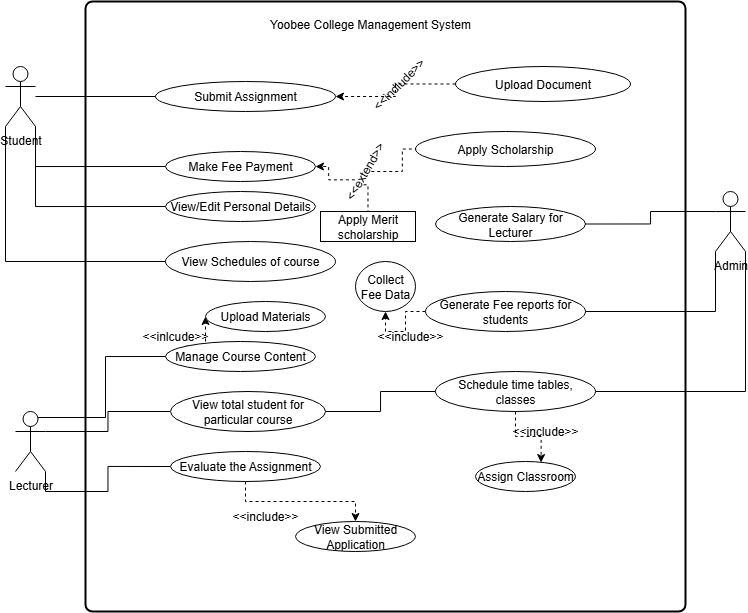 Yoobee College Management System
Submit Assignment
<<include>>
Upload Document
Student
Make Fee Payment
<<extend>>
Apply Scholarship
View/Edit Personal Details
Apply Merit
scholarship
Generate Salary for
Lecturer
Admin
View Schedules of course
Collect
Fee Data
Generate Fee reports for
students
<<include>>
Upload Materials
<<inlcude>>
Manage Course Content
Schedule time tables,
classes
View total student for
particular course
<<include>>
Lecturer
Evaluate the Assignment
Assign Classroom
<<include>>
View Submitted
Application